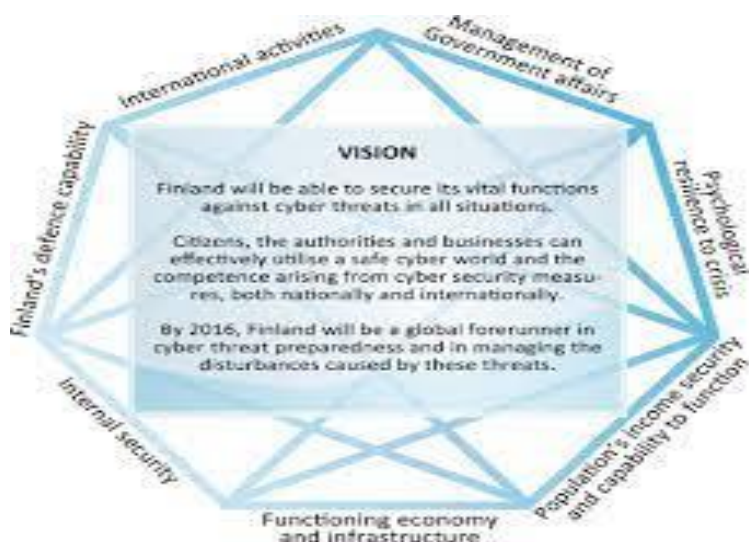 International activities
Management of
Government affairs
Finland's defence capability
Psychological
resilience to crisis
VISION
Finland will be able to secure its vital functions
against cyber threats in all situations.
Citizens, the authorities and businesses can
effectively utilise a safe cyber world and the
competence arising from cyber security measu-
res, both nationally and internationally.
By 2016, Finland will be a global forerunner in
cyber threat preparedness and in managing the
disturbances caused by these threats.
Internal security
Population's income security
and capability to function
Functioning economy
and infrastructure